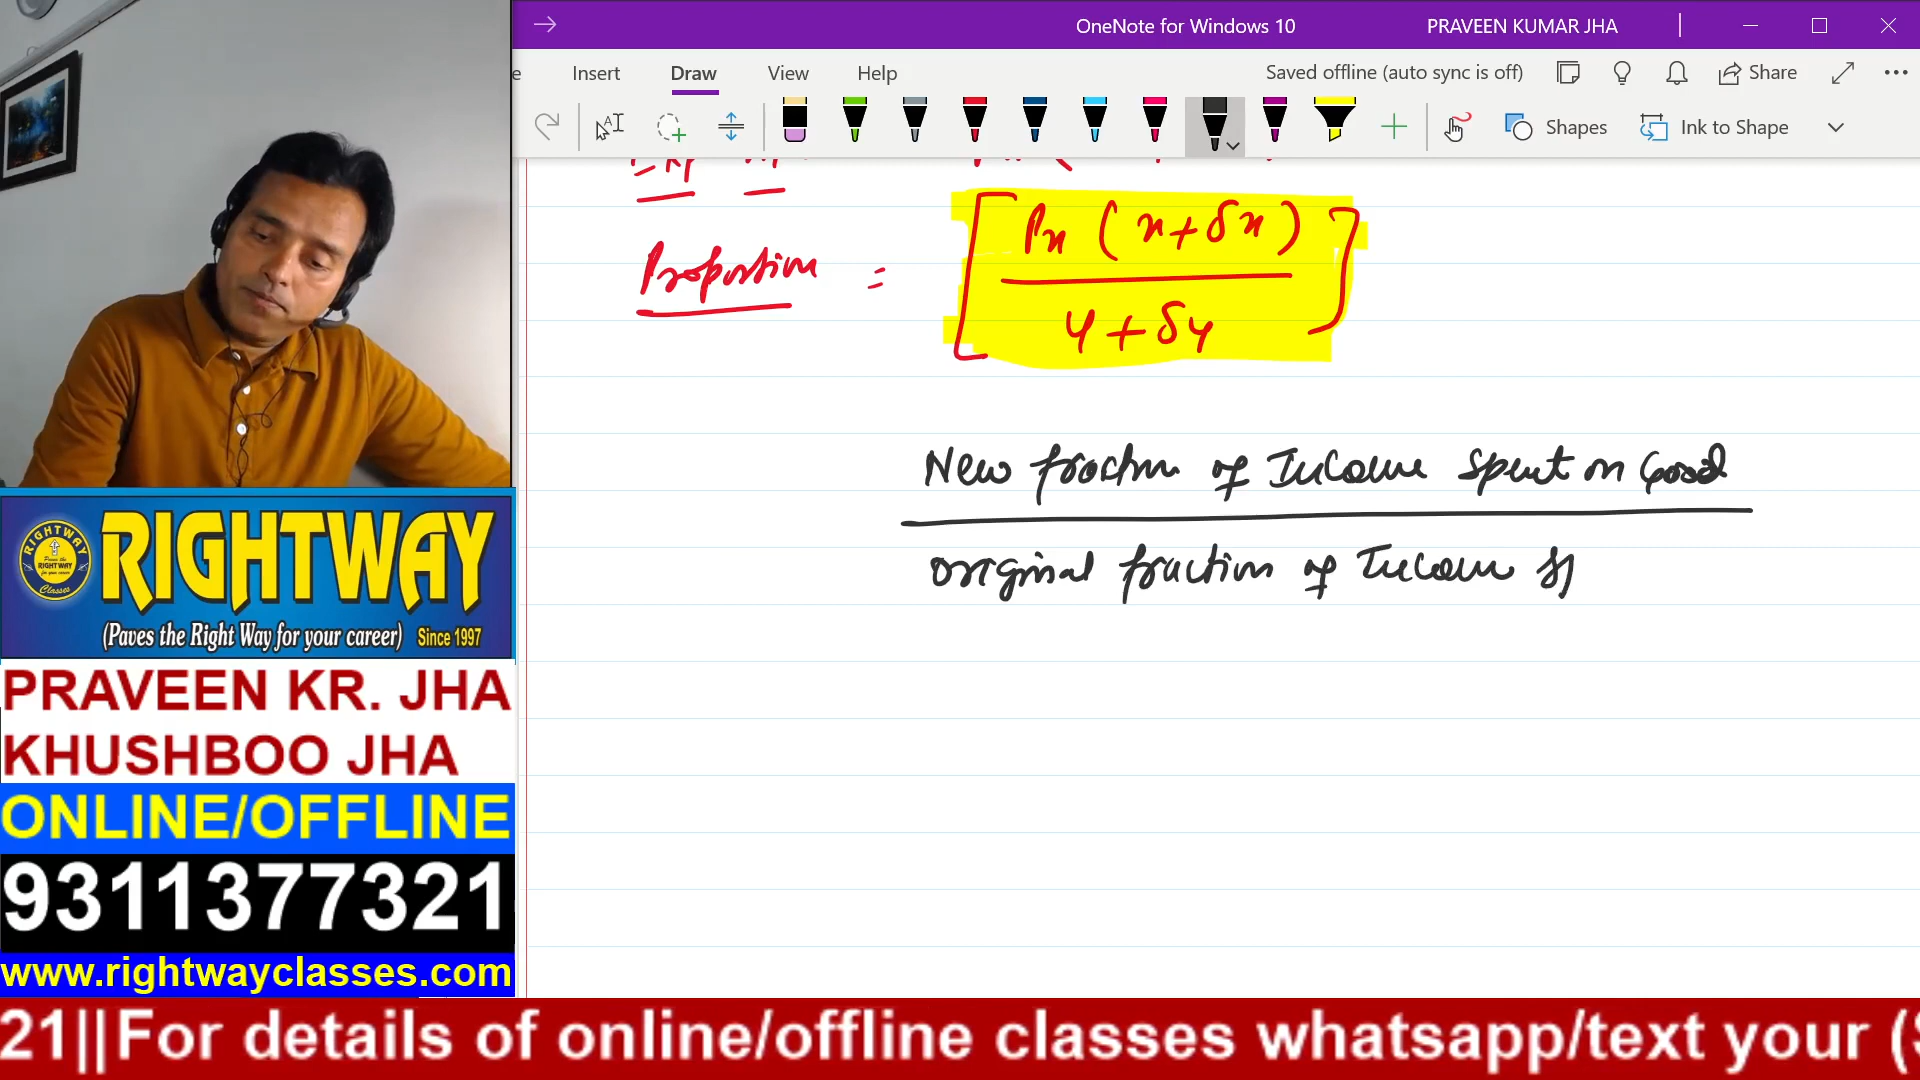 OneNote for Windows 10
PRAVEEN KUMAR JHA
Insert Draw View Help
Saved offline (auto sync is off)
Share
Shapes
Ink to Shape
Proportion = [Px (x+δx) / y+δy]
New fraction of Income Spent on Good
original fraction of Income Sp
RIGHTWAY
RIGHTWAY
Classes
(Paves the Right Way for your career) Since 1997
PRAVEEN KR. JHA
KHUSHBOO JHA
ONLINE/OFFLINE
9311377321
www.rightwayclasses.com
21||For details of online/offline classes whatsapp/text your (